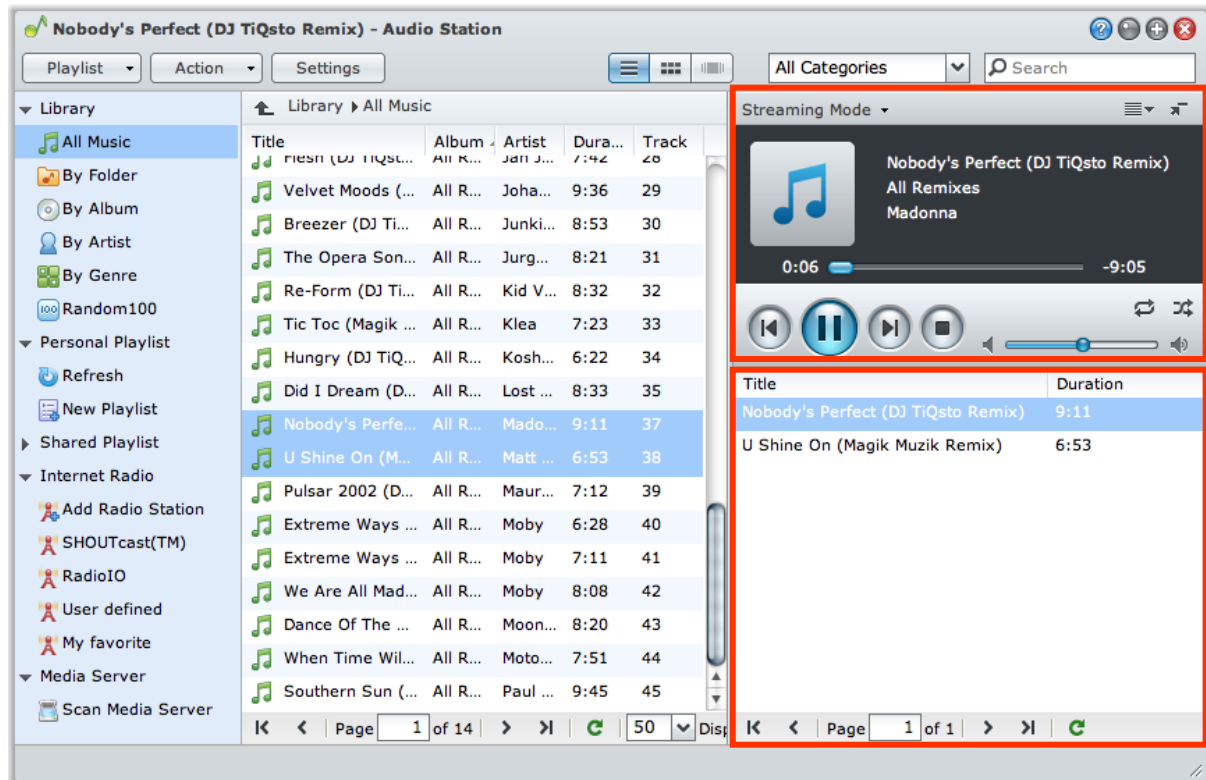 Nobody's Perfect (DJ TiQsto Remix) - Audio Station
Playlist Action Settings All Categories Search
Library
All Music
By Folder
By Album
By Artist
By Genre
100 Random100
Personal Playlist
Refresh
New Playlist
Shared Playlist
Internet Radio
Add Radio Station
SHOUTcast(TM)
RadioIO
User defined
My favorite
Media Server
Scan Media Server
Library All Music
Title Album Artist Dura... Track
Flesh (DJ TiQst... All R... Jan J... 7:42 28
Velvet Moods (... All R... Joha... 9:36 29
Breezer (DJ Ti... All R... Junki... 8:53 30
The Opera Son... All R... Jurg... 8:21 31
Re-Form (DJ Ti... All R... Kid V... 8:32 32
Tic Toc (Magik ... All R... Klea 7:23 33
Hungry (DJ TiQ... All R... Kosh... 6:22 34
Did I Dream (D... All R... Lost ... 8:33 35
Nobody's Perfe... All R... Mado... 9:11 37
U Shine On (M... All R... Matt ... 6:53 38
Pulsar 2002 (D... All R... Maur... 7:12 39
Extreme Ways ... All R... Moby 6:28 40
Extreme Ways ... All R... Moby 7:11 41
We Are All Mad... All R... Moby 8:08 42
Dance Of The ... All R... Moon... 8:20 43
When Time Wil... All R... Moto... 7:51 44
Southern Sun (... All R... Paul ... 9:45 45
Page 1 of 14 50 Disp
Streaming Mode
Nobody's Perfect (DJ TiQsto Remix)
All Remixes
Madonna
0:06 -9:05
Title Duration
Nobody's Perfect (DJ TiQsto Remix) 9:11
U Shine On (Magik Muzik Remix) 6:53
Page 1 of 1